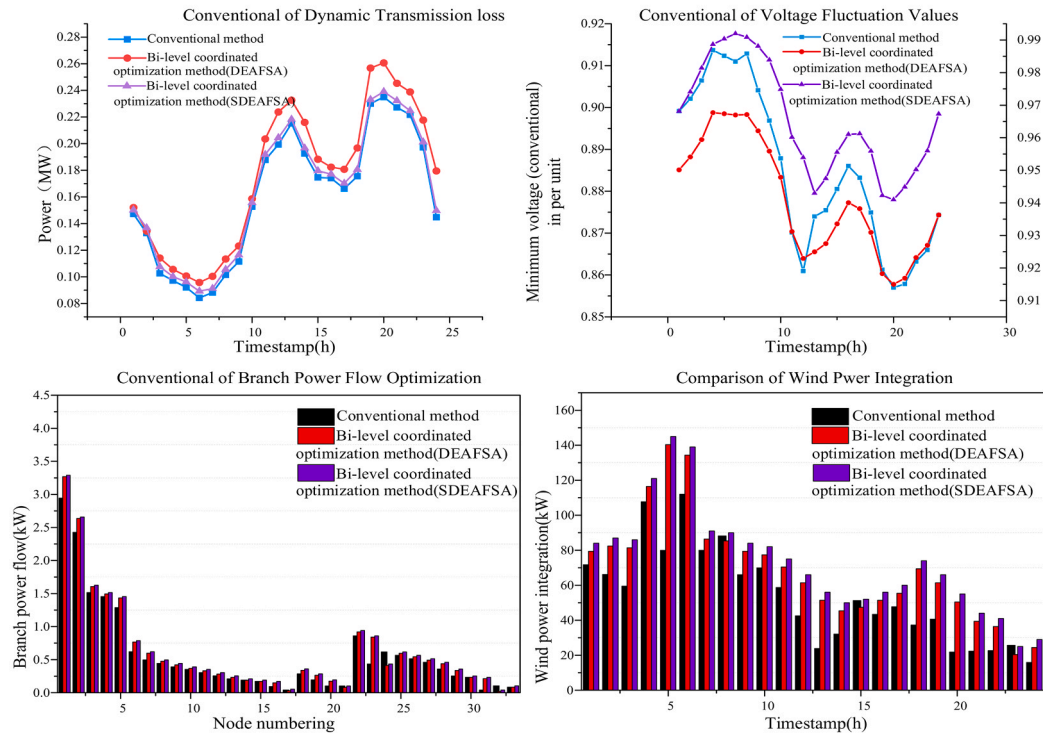 Conventional of Dynamic Transmission loss
0.28
0.26
0.24
0.22
0.20
0.18
0.16
0.14
0.12
0.10
0.08
Power（MW）
Conventional method
Bi-level coordinated
optimization method(DEAFSA)
Bi-level coordinated
optimization method(SDEAFSA)
0
5
10
15
20
25
Timestamp(h)
Conventional of Voltage Fluctuation Values
0.92
0.91
0.90
0.89
0.88
0.87
0.86
0.85
Minimum voltage (conventional)
in per unit
Conventional method
Bi-level coordinated
optimization method(DEAFSA)
Bi-level coordinated
optimization method(SDEAFSA)
0.99
0.98
0.97
0.96
0.95
0.94
0.93
0.92
0.91
0
10
20
30
Timestamp(h)
Conventional of Branch Power Flow Optimization
4.5
4.0
3.5
3.0
2.5
2.0
1.5
1.0
0.5
0.0
Branch power flow(kW)
Conventional method
Bi-level coordinated
optimization method(DEAFSA)
Bi-level coordinated
optimization method(SDEAFSA)
5
10
15
20
25
30
Node numbering
Comparison of Wind Pwer Integration
160
140
120
100
80
60
40
20
0
Wind power integration(kW)
Conventional method
Bi-level coordinated
optimization method(DEAFSA)
Bi-level coordinated
optimization method(SDEAFSA)
5
10
15
20
Timestamp(h)